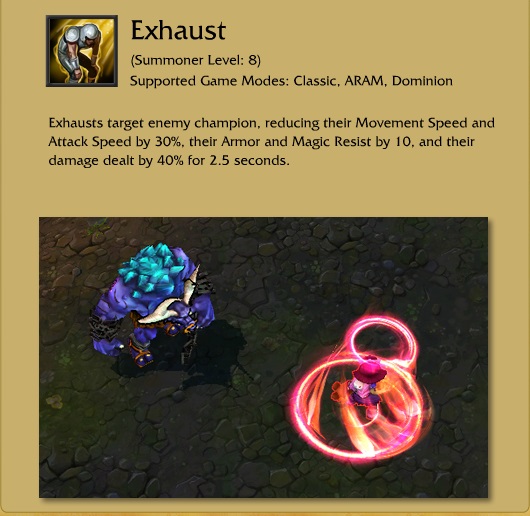 Exhaust
(Summoner Level: 8)
Supported Game Modes: Classic, ARAM, Dominion
Exhausts target enemy champion, reducing their Movement Speed and
Attack Speed by 30%, their Armor and Magic Resist by 10, and their
damage dealt by 40% for 2.5 seconds.